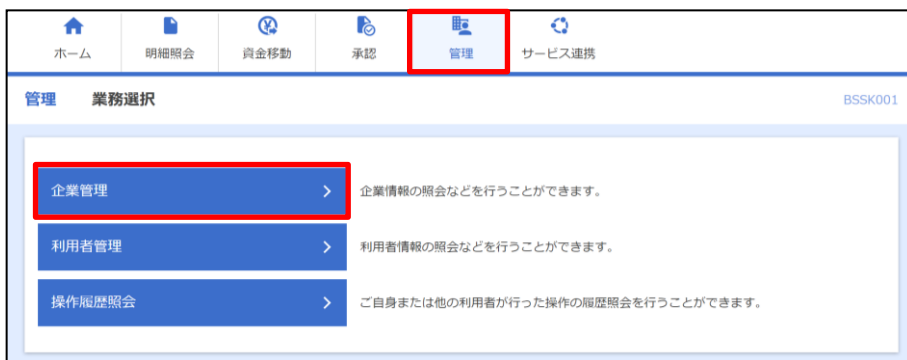 ホーム 明細照会 資金移動 承認 管理 サービス連携
管理 業務選択 BSSK001
企業管理 企業情報の照会などを行うことができます。
利用者管理 利用者情報の照会などを行うことができます。
操作履歴照会 ご自身または他の利用者が行った操作の履歴照会を行うことができます。